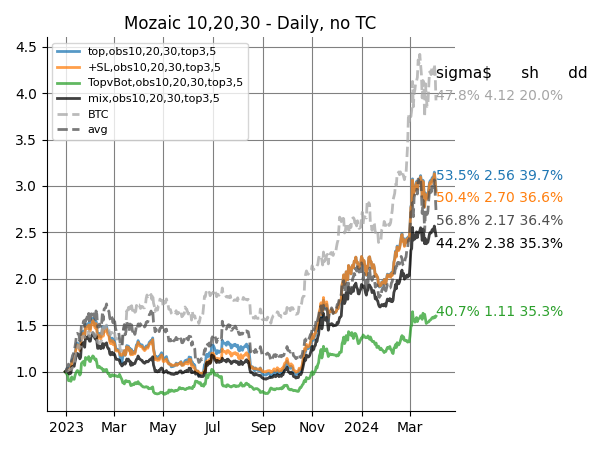 Mozaic 10,20,30 - Daily, no TC
4.5
4.0
3.5
3.0
2.5
2.0
1.5
1.0
top,obs10,20,30,top3,5
+SL,obs10,20,30,top3,5
TopvBot,obs10,20,30,top3,5
mix,obs10,20,30,top3,5
BTC
avg
sigma$ sh dd
47.8% 4.12 20.0%
53.5% 2.56 39.7%
50.4% 2.70 36.6%
56.8% 2.17 36.4%
44.2% 2.38 35.3%
40.7% 1.11 35.3%
2023 Mar May Jul Sep Nov 2024 Mar